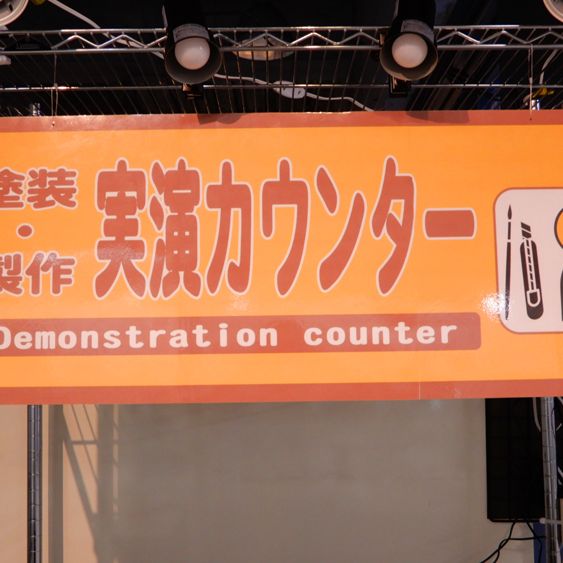 塗装
・
製作
実演カウンター
Demonstration counter